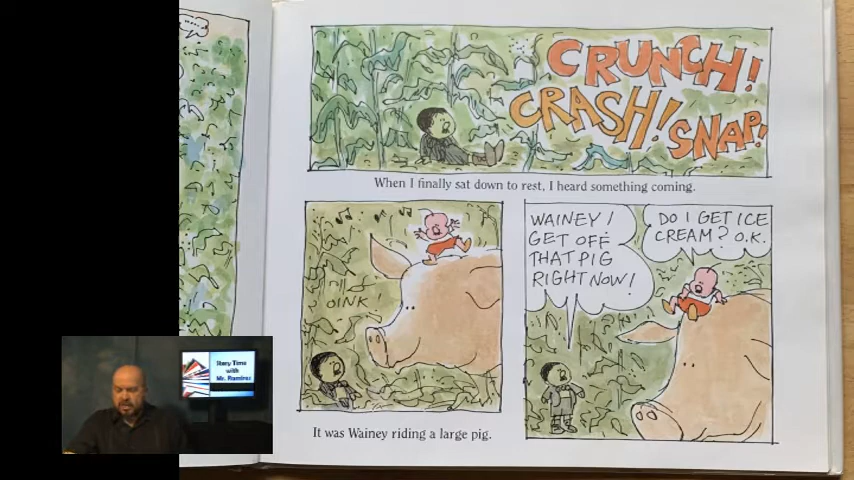 CRUNCH!
CRASH!
SNAP!
When I finally sat down to rest, I heard something coming.
OINK!
It was Wainey riding a large pig.
WAINEY!
GET OFF
THAT PIG
RIGHT NOW!
DO I GET ICE
CREAM? O.K.
Story Time
with
Mr. Ramirez